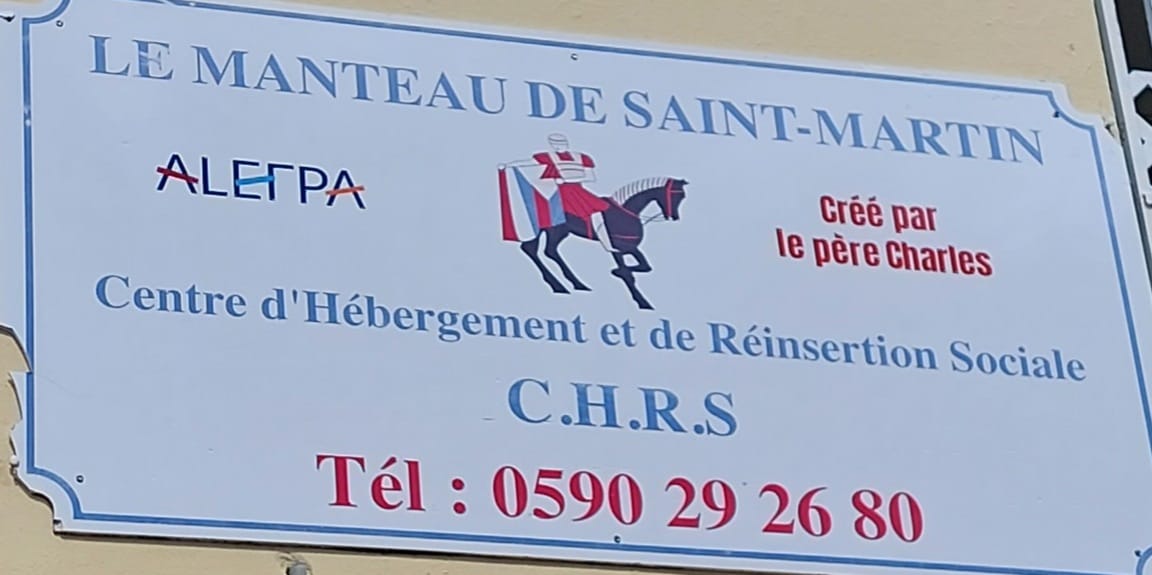 LE MANTEAU DE SAINT-MARTIN
ALEFPA
Créé par
le père Charles
Centre d'Hébergement et de Réinsertion Sociale
C.H.R.S
Tél : 0590 29 26 80